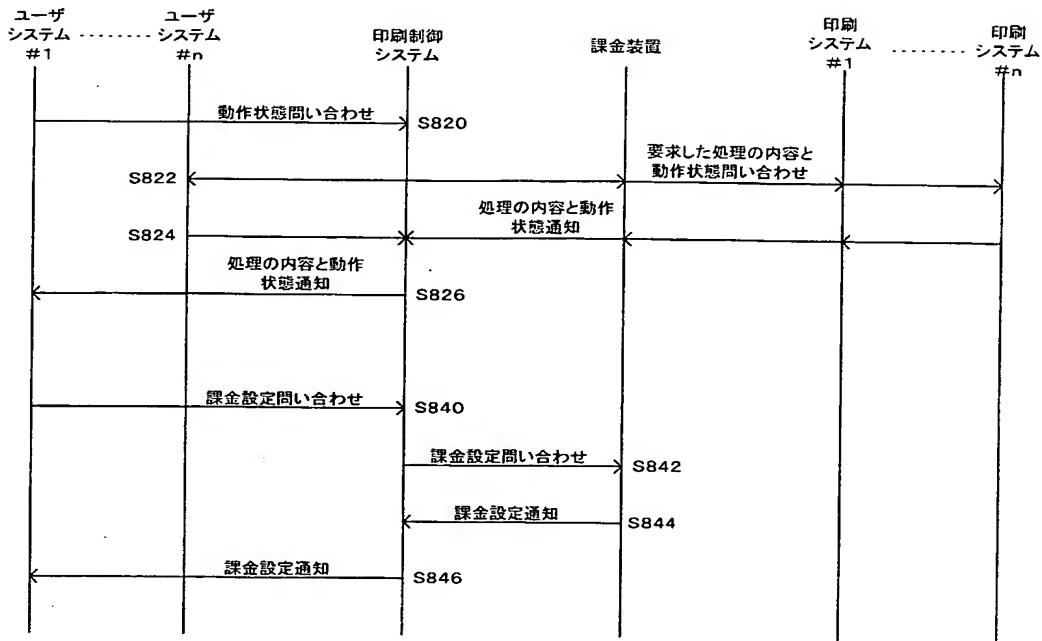 ユーザ
システム
#1
ユーザ
システム
#n
印刷制御
システム
課金装置
印刷
システム
#1
印刷
システム
#n
動作状態問い合わせ
S820
要求した処理の内容と
動作状態問い合わせ
S822
処理の内容と動作
状態通知
S824
処理の内容と動作
状態通知
S826
課金設定問い合わせ
S840
課金設定問い合わせ
S842
課金設定通知
S844
課金設定通知
S846